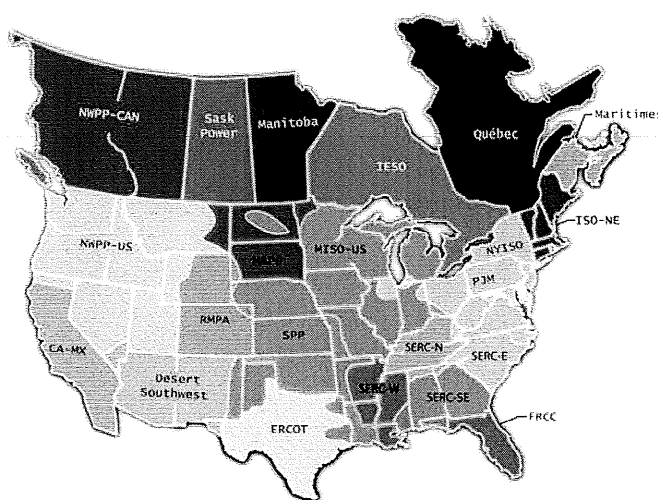 NWPP-CAN
Sask
Power
Manitoba
Québec
Maritimes
IESO
ISO-NE
NWPP-US
MISO-US
NYISO
MAPP
PJM
RMPA
SPP
SERC-N
CA-MX
SERC-E
Desert
Southwest
SERC-W
SERC-SE
ERCOT
FRCC